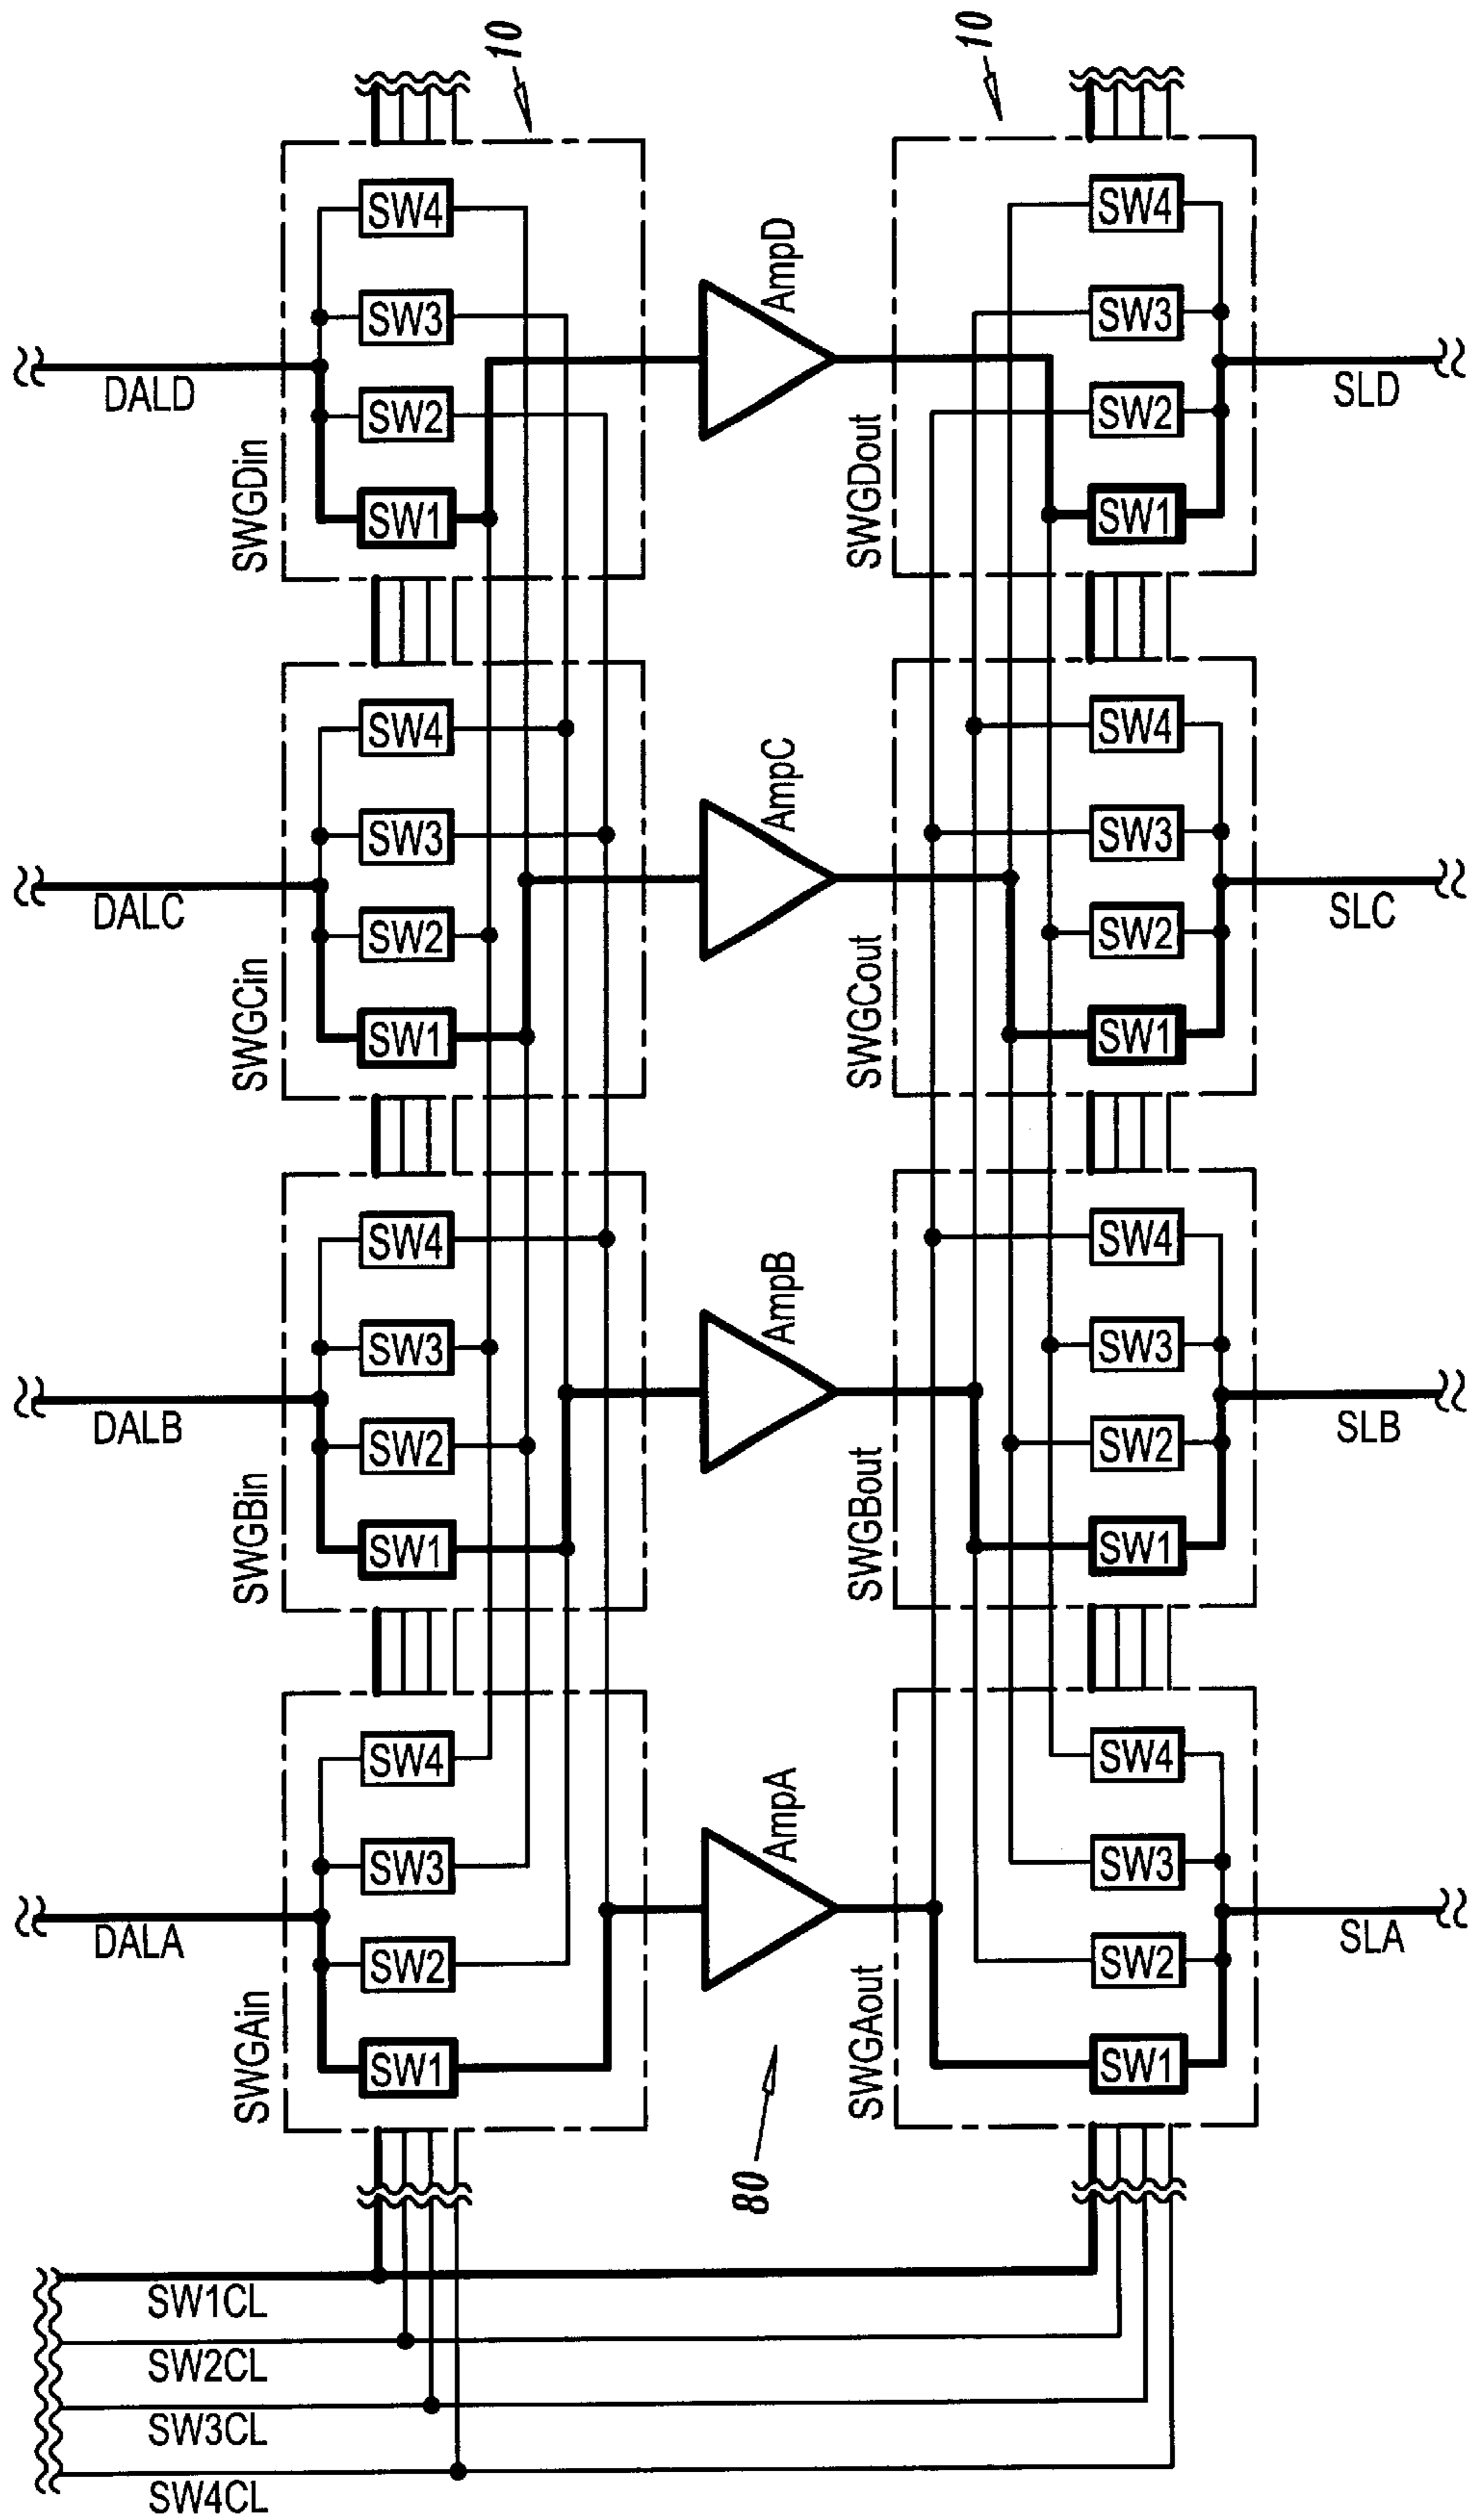 10
10
DALD
SWGDin
SW4
SW3
SW2
SW1
AmpD
SWGDout
SW4
SW3
SW2
SW1
SLD
DALC
SWGCin
SW4
SW3
SW2
SW1
AmpC
SWGCout
SW4
SW3
SW2
SW1
SLC
DALB
SWGBin
SW4
SW3
SW2
SW1
AmpB
SWGBout
SW4
SW3
SW2
SW1
SLB
DALA
SWGAin
SW4
SW3
SW2
SW1
AmpA
SWGAout
SW4
SW3
SW2
SW1
SLA
80
SW1CL
SW2CL
SW3CL
SW4CL